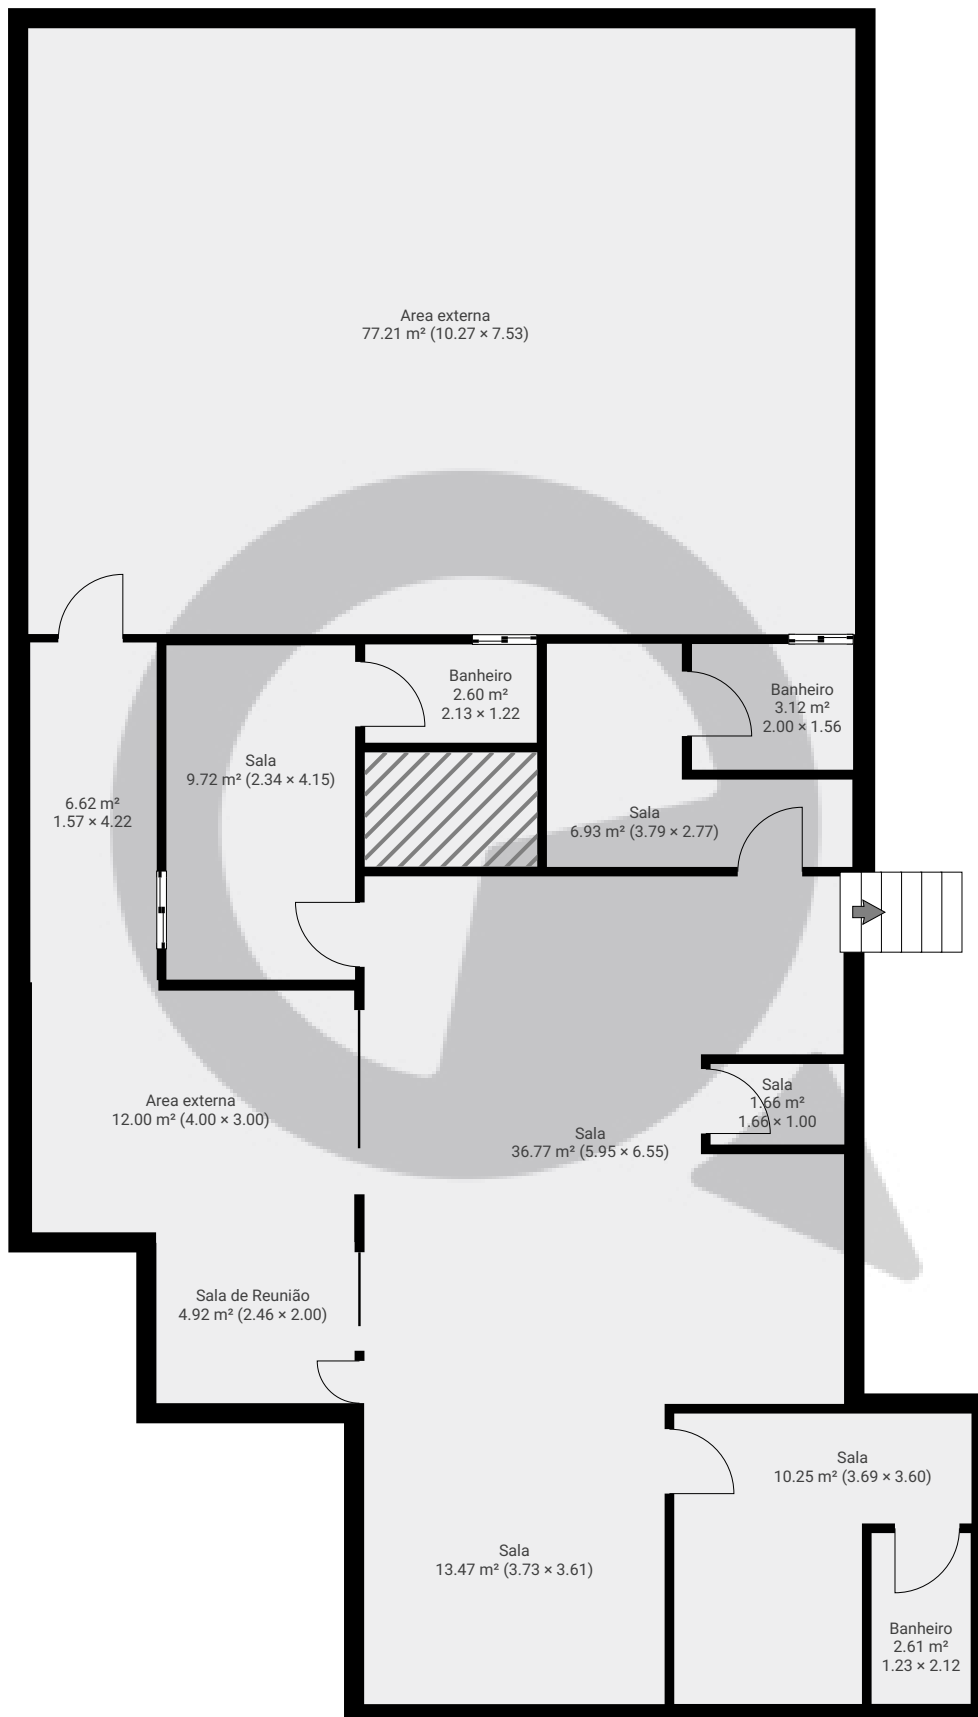 Area externa
77.21 m² (10.27 × 7.53)
Banheiro
2.60 m²
2.13 × 1.22
Banheiro
3.12 m²
2.00 × 1.56
Sala
9.72 m² (2.34 × 4.15)
6.62 m²
1.57 × 4.22
Sala
6.93 m² (3.79 × 2.77)
Area externa
12.00 m² (4.00 × 3.00)
Sala
1.66 m²
1.66 × 1.00
Sala
36.77 m² (5.95 × 6.55)
Sala de Reunião
4.92 m² (2.46 × 2.00)
Sala
10.25 m² (3.69 × 3.60)
Sala
13.47 m² (3.73 × 3.61)
Banheiro
2.61 m²
1.23 × 2.12